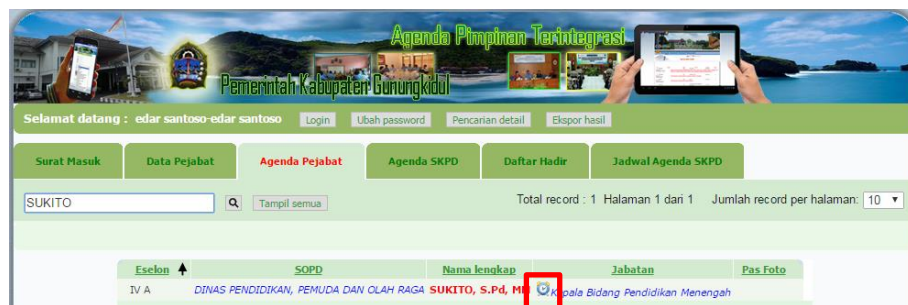 Agenda Pimpinan Terintegrasi
Pemerintah Kabupaten Gunungkidul
Selamat datang : edar santoso-edar santoso Login Ubah password Pencarian detail Ekspor hasil
Surat Masuk Data Pejabat Agenda Pejabat Agenda SKPD Daftar Hadir Jadwal Agenda SKPD
SUKITO Tampil semua Total record : 1 Halaman 1 dari 1 Jumlah record per halaman: 10
Eselon SOPD Nama lengkap Jabatan Pas Foto
IV A DINAS PENDIDIKAN, PEMUDA DAN OLAH RAGA SUKITO, S.Pd, MM Kepala Bidang Pendidikan Menengah